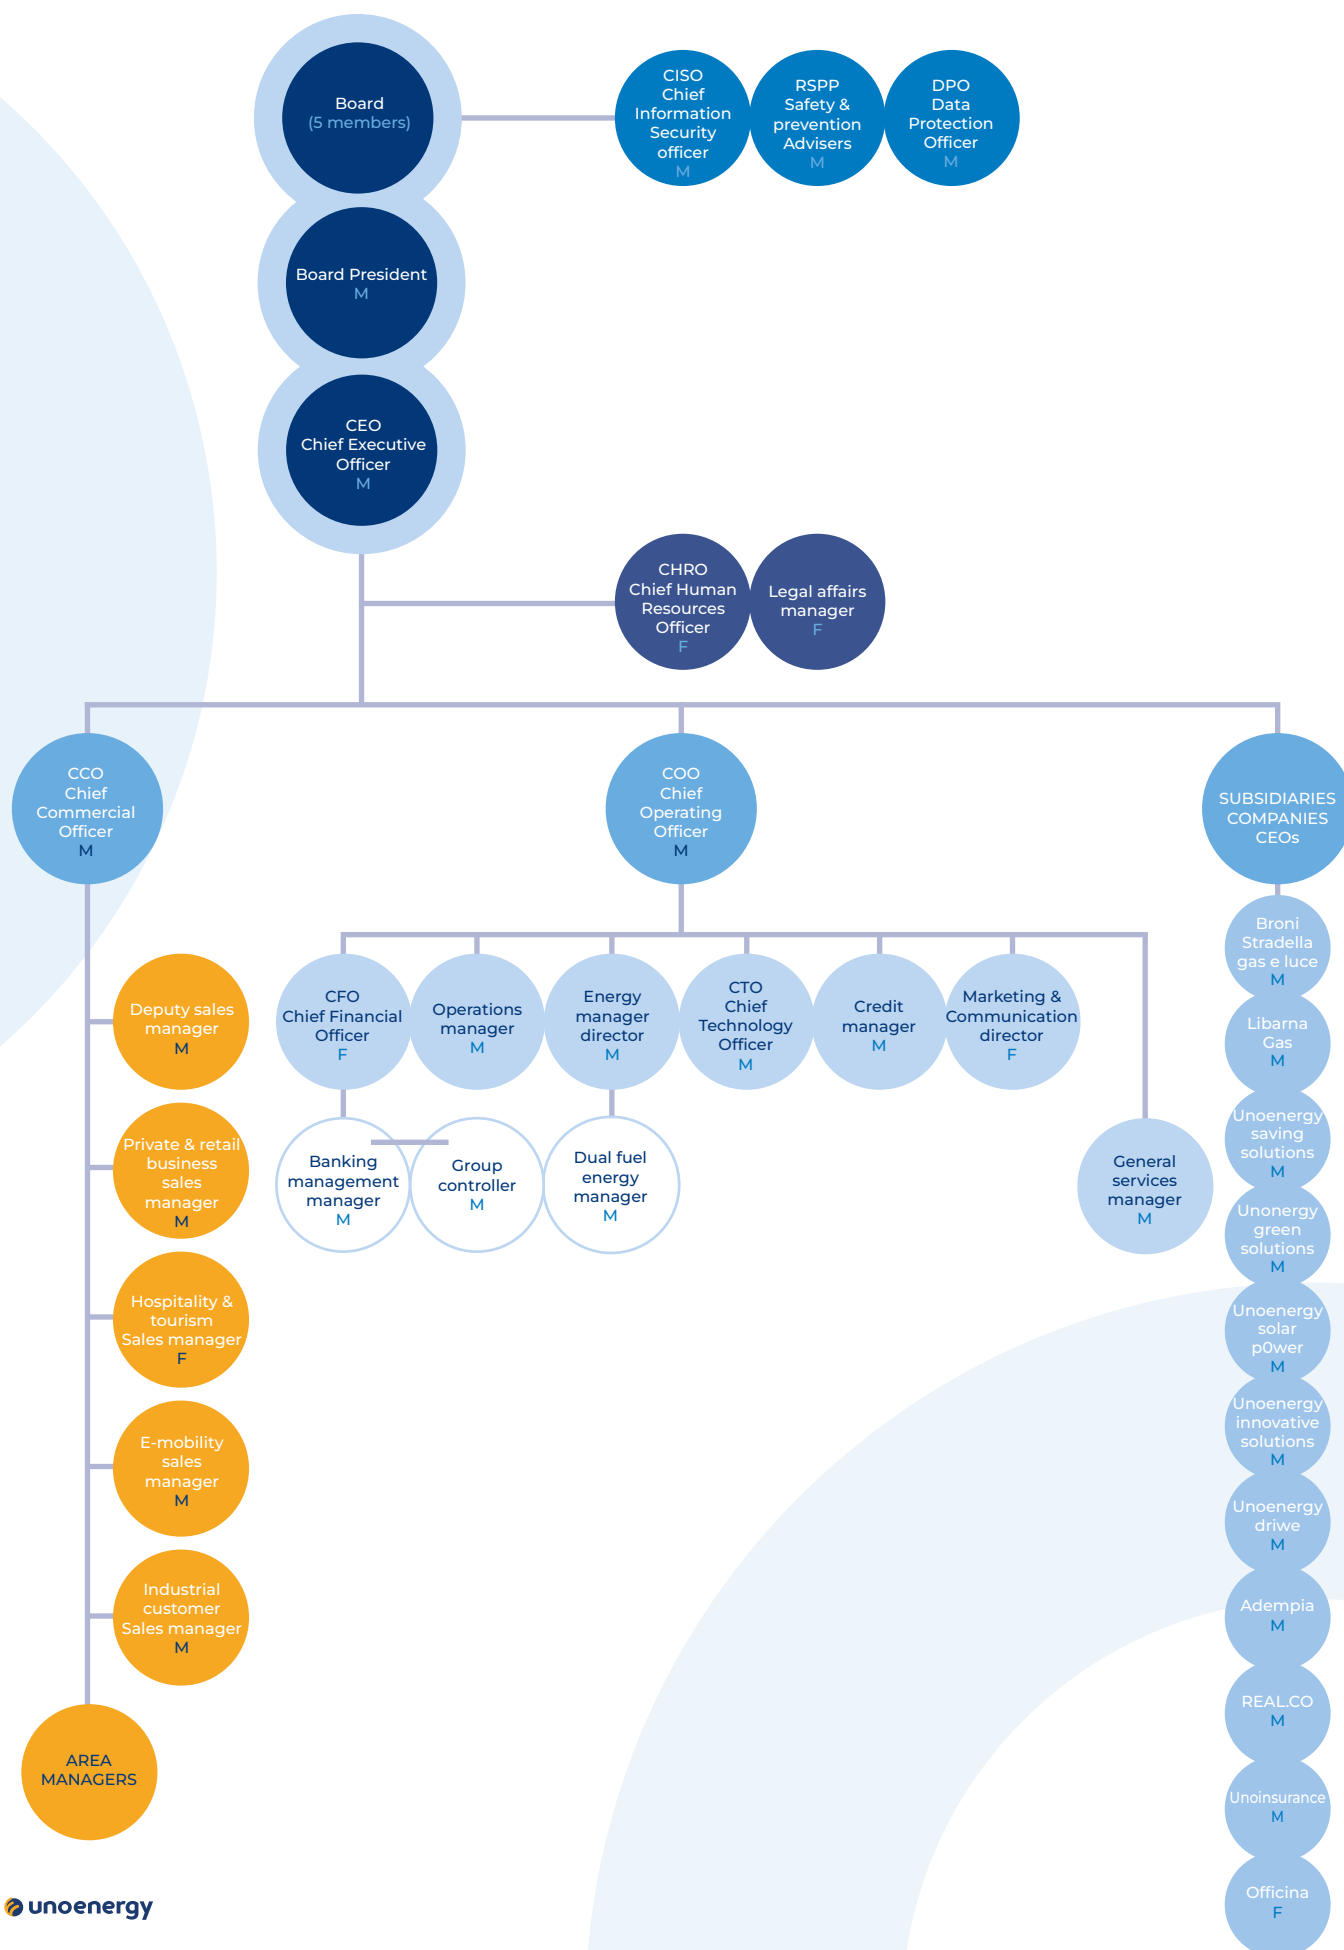 Board
(5 members)
CISO
Chief
Information
Security
officer
M
RSPP
Safety &
prevention
Advisers
M
DPO
Data
Protection
Officer
M
Board President
M
CEO
Chief Executive
Officer
M
CHRO
Chief Human
Resources
Officer
F
Legal affairs
manager
F
CCO
Chief
Commercial
Officer
M
COO
Chief
Operating
Officer
M
SUBSIDIARIES
COMPANIES
CEOs
Deputy sales
manager
M
Private & retail
business
sales
manager
M
Hospitality &
tourism
Sales manager
F
E-mobility
sales
manager
M
Industrial
customer
Sales manager
M
AREA
MANAGERS
CFO
Chief Financial
Officer
F
Operations
manager
M
Energy
manager
director
M
CTO
Chief
Technology
Officer
M
Credit
manager
M
Marketing &
Communication
director
F
Banking
management
manager
M
Group
controller
M
Dual fuel
energy
manager
M
General
services
manager
M
Broni
Stradella
gas e luce
M
Libarna
Gas
M
Unoenergy
saving
solutions
M
Unonergy
green
solutions
M
Unoenergy
solar
p0wer
M
Unoenergy
innovative
solutions
M
Unoenergy
driwe
M
Adempia
M
REAL.CO
M
Unoinsurance
M
Officina
F
unoenergy